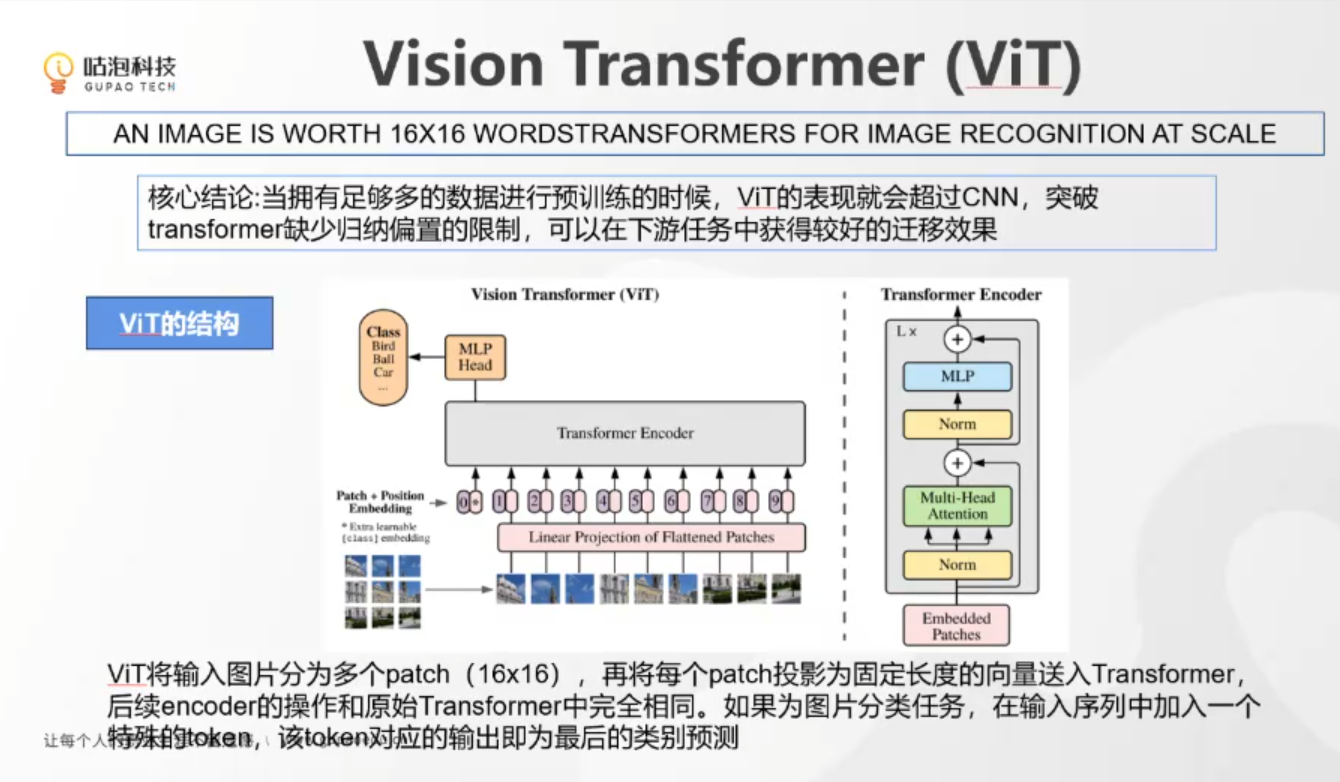 咕泡科技
GUPAO TECH
Vision Transformer (ViT)
AN IMAGE IS WORTH 16X16 WORDSTRANSFORMERS FOR IMAGE RECOGNITION AT SCALE
核心结论:当拥有足够多的数据进行预训练的时候，ViT的表现就会超过CNN，突破
transformer缺少归纳偏置的限制，可以在下游任务中获得较好的迁移效果
ViT的结构
Vision Transformer (ViT)
Class
Bird
Ball
Car
...
MLP
Head
Transformer Encoder
Patch + Position
Embedding
0 * 1 2 3 4 5 6 7 8 9
* Extra learnable
[class] embedding
Linear Projection of Flattened Patches
Transformer Encoder
L ×
+
MLP
Norm
+
Multi-Head
Attention
Norm
Embedded
Patches
ViT将输入图片分为多个patch（16x16），再将每个patch投影为固定长度的向量送入Transformer，
后续encoder的操作和原始Transformer中完全相同。如果为图片分类任务，在输入序列中加入一个
特殊的token，该token对应的输出即为最后的类别预测
让每个人